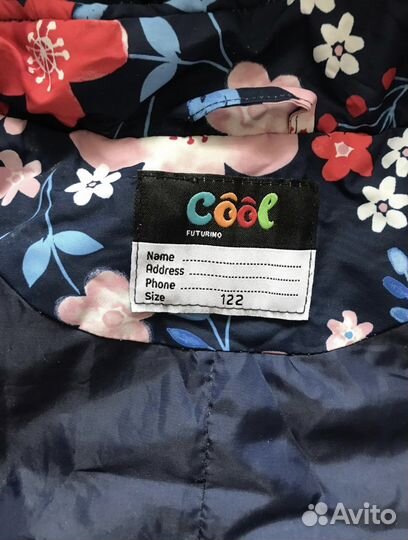 côôl
FUTURINO
Name
Address
Phone
Size 122
Avito